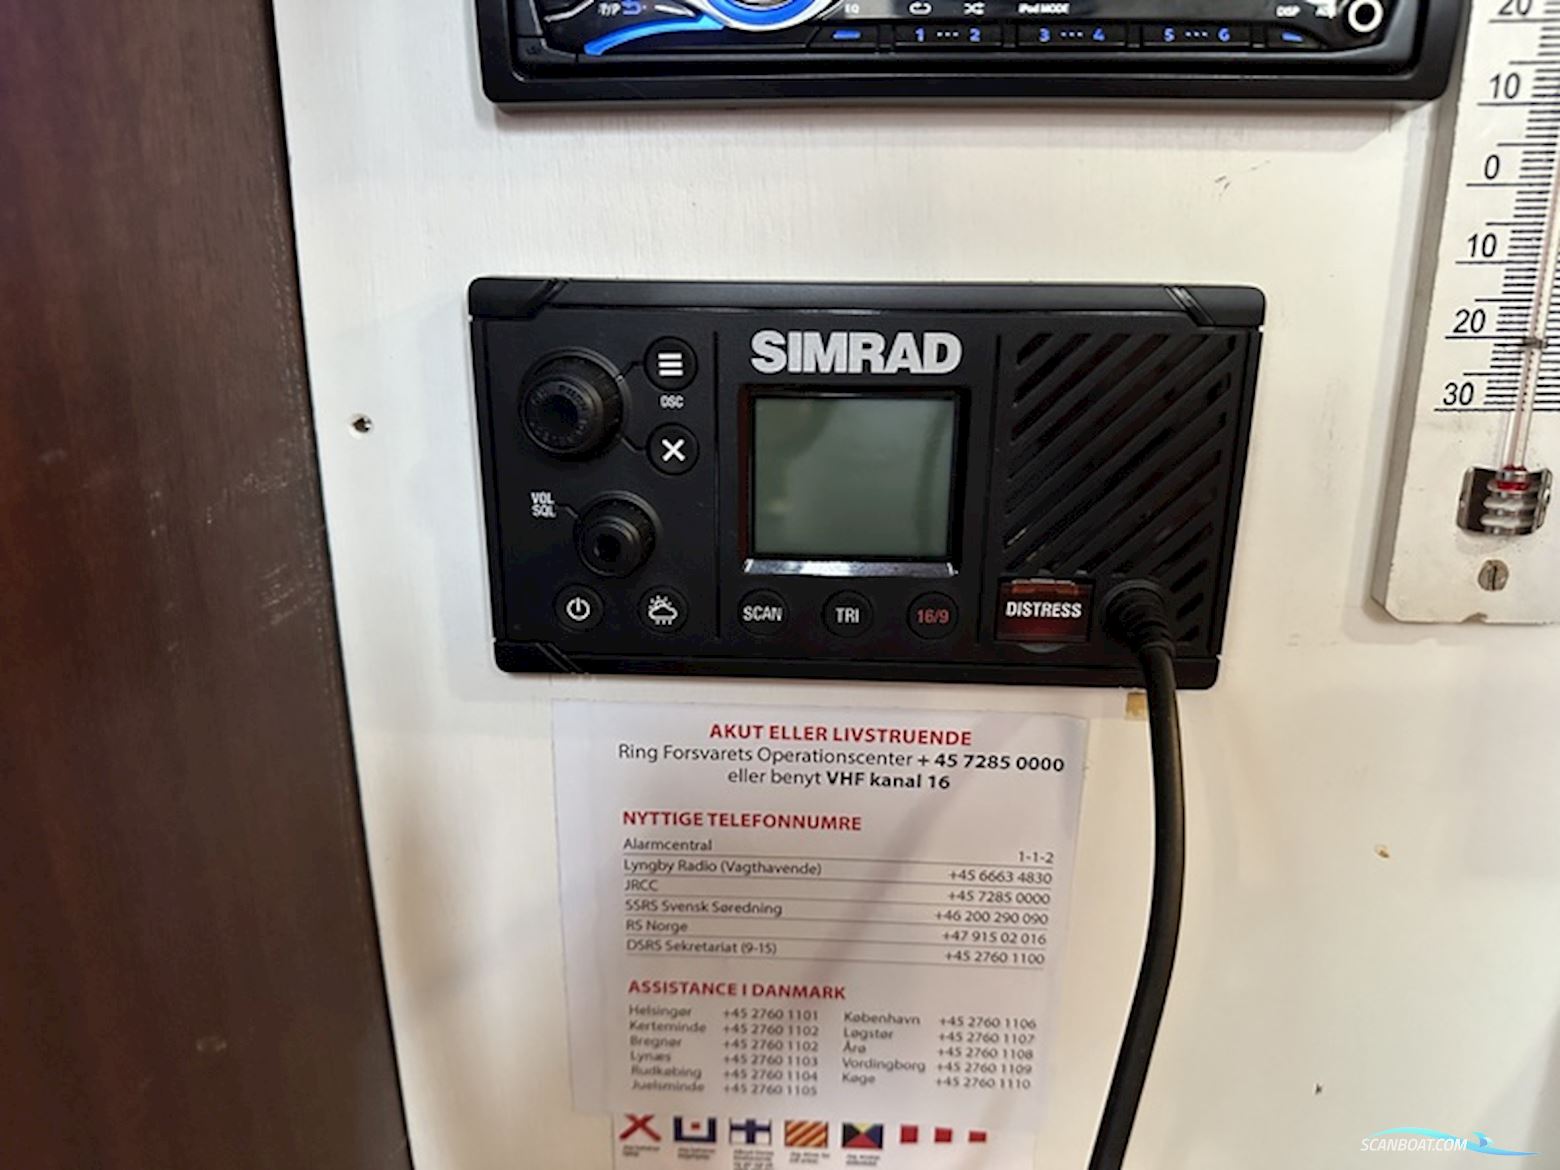 ?/P
EQ
iPod MODE
DISP
1 ••• 2
3 ••• 4
5 ••• 6
20
10
0
10
20
30
SIMRAD
DSC
VOL
SQL
SCAN
TRI
16/9
DISTRESS
AKUT ELLER LIVSTRUENDE
Ring Forsvarets Operationscenter + 45 7285 0000
eller benyt VHF kanal 16
NYTTIGE TELEFONNUMRE
Alarmcentral 1-1-2
Lyngby Radio (Vagthavende) +45 6663 4830
JRCC +45 7285 0000
SSRS Svensk Søredning +46 200 290 090
RS Norge +47 915 02 016
DSRS Sekretariat (9-15) +45 2760 1100
ASSISTANCE I DANMARK
Helsingør +45 2760 1101 København +45 2760 1106
Kerteminde +45 2760 1102 Løgstør +45 2760 1107
Bregnør +45 2760 1102 Årø +45 2760 1108
Lynæs +45 2760 1103 Vordingborg +45 2760 1109
Rudkøbing +45 2760 1104 Køge +45 2760 1110
Juelsminde +45 2760 1105
SCANBOAT.COM